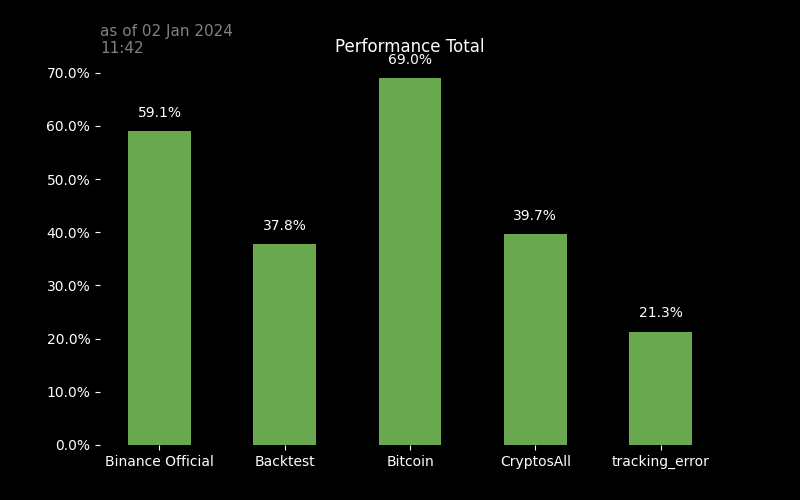 as of 02 Jan 2024
11:42
Performance Total
70.0%
60.0%
50.0%
40.0%
30.0%
20.0%
10.0%
0.0%
59.1%
37.8%
69.0%
39.7%
21.3%
Binance Official
Backtest
Bitcoin
CryptosAll
tracking_error